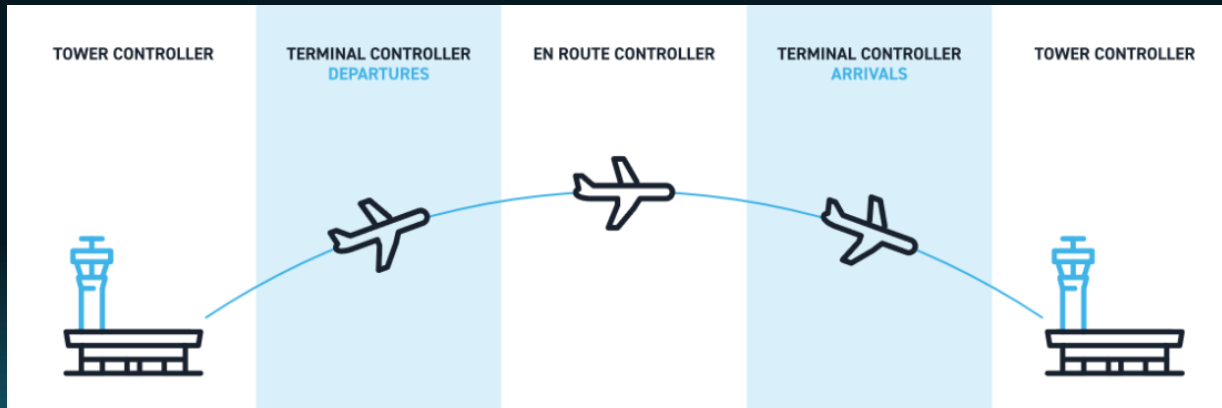 TOWER CONTROLLER
TERMINAL CONTROLLER
DEPARTURES
EN ROUTE CONTROLLER
TERMINAL CONTROLLER
ARRIVALS
TOWER CONTROLLER